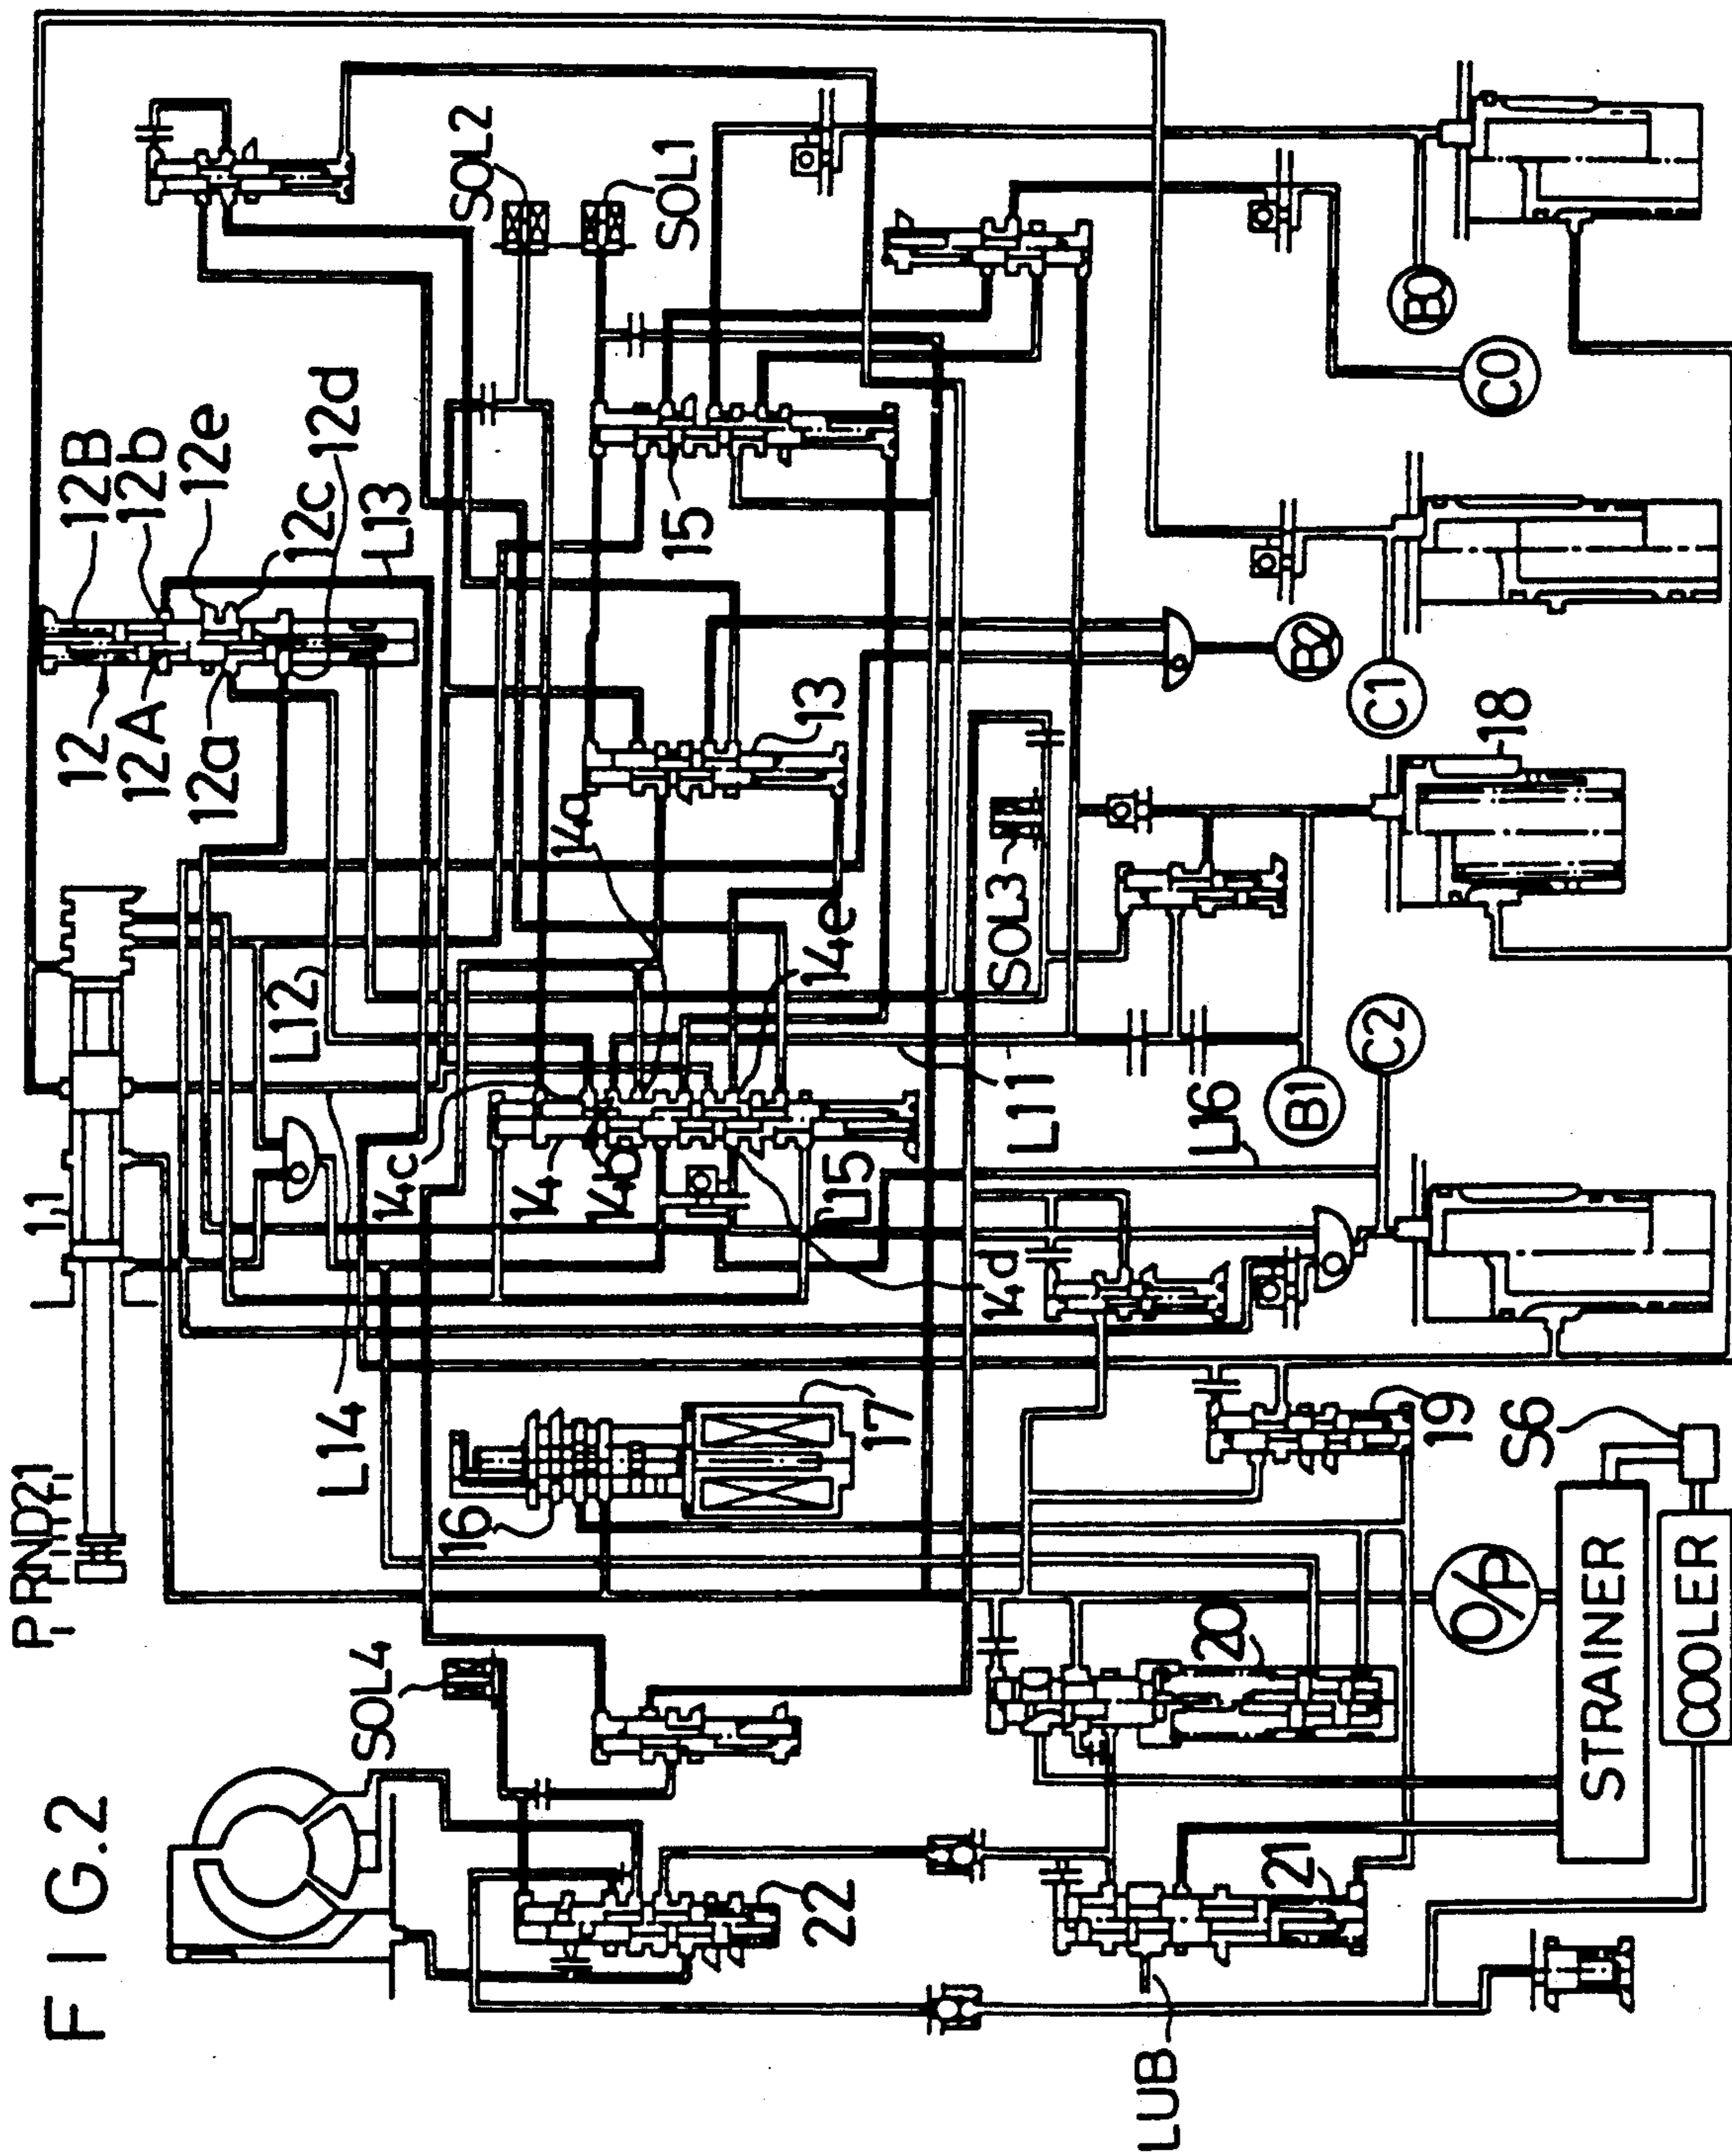 FIG.2
PRND21
11
12
12A
12a
12B
12b
12e
12c
12d
L13
SOL2
SOL1
L12
14a
15
13
14c
14
14b
14e
L15
14d
L14
16
17
SOL4
22
SOL3
L11
L16
B2
B0
C0
C1
B1
C2
18
19
S6
20
O/P
21
LUB
STRAINER
COOLER